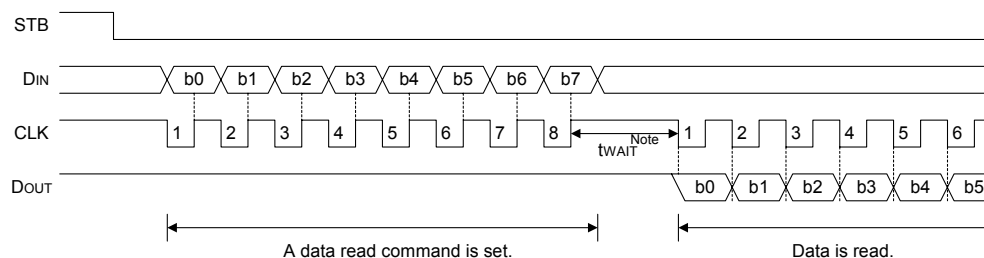 STB
DIN b0 b1 b2 b3 b4 b5 b6 b7
CLK 1 2 3 4 5 6 7 8 tWAIT Note 1 2 3 4 5 6
DOUT b0 b1 b2 b3 b4 b5
A data read command is set. Data is read.